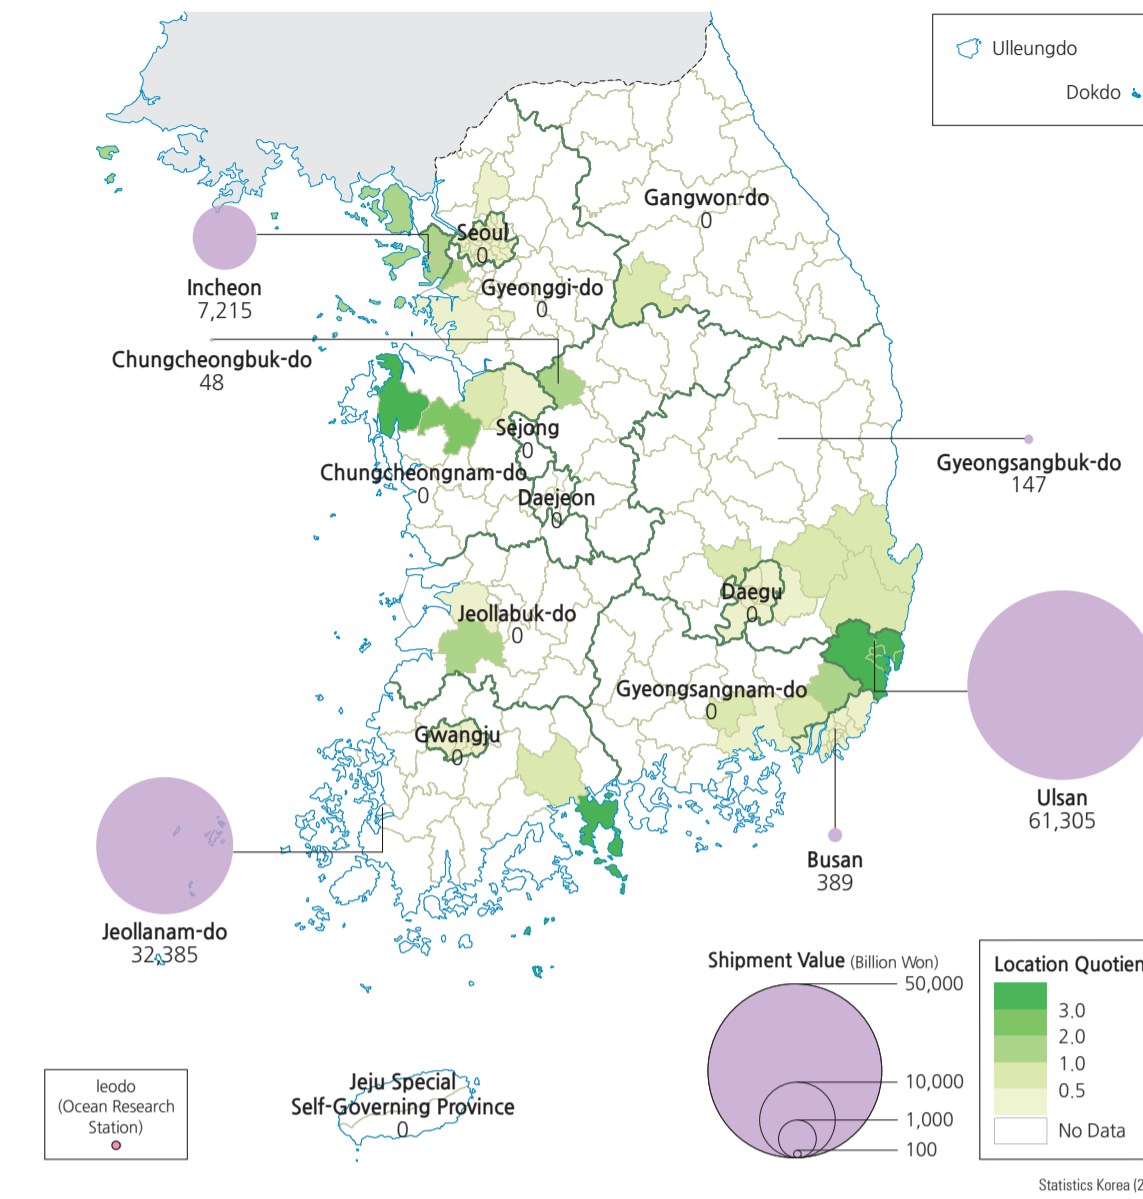 Ulleungdo
Dokdo
Gangwon-do
0
Seoul
0
Incheon
7,215
Gyeonggi-do
0
Chungcheongbuk-do
48
Sejong
0
Gyeongsangbuk-do
147
Chungcheongnam-do
0
Daejeon
0
Daegu
0
Jeollabuk-do
0
Gyeongsangnam-do
0
Gwangju
0
Ulsan
61,305
Busan
389
Jeollanam-do
32,385
Shipment Value (Billion Won)
50,000
10,000
1,000
100
Location Quotien
3.0
2.0
1.0
0.5
No Data
Ieodo
(Ocean Research
Station)
Jeju Special
Self-Governing Province
0
Statistics Korea (2